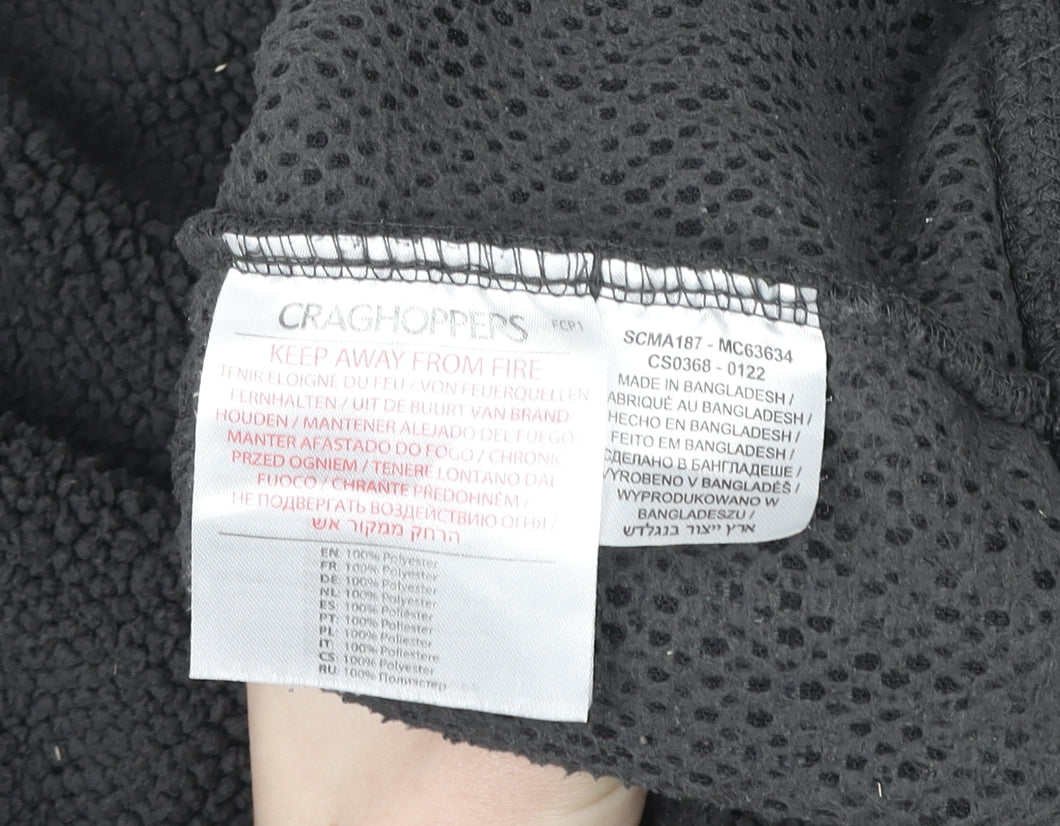 CRAGHOPPERS FCP1
KEEP AWAY FROM FIRE
TENIR ELOIGNÉ DU FEU / VON FEUERQUELLEN
FERNHALTEN / UIT DE BUURT VAN BRAND
HOUDEN / MANTENER ALEJADO DEL FUEGO
MANTER AFASTADO DO FOGO / CHRONIC
PRZED OGNIEM / TENERE LONTANO DAL
FUOCO / CHRAŇTE PŘEDOHNĚM /
НЕ ПОДВЕРГАТЬ ВОЗДЕЙСТВИЮ ОГНЯ /
הרחק ממקור אש
EN: 100% Polyester
FR: 100% Polyester
DE: 100% Polyester
NL: 100% Polyester
ES: 100% Poliéster
PT: 100% Poliester
PL: 100% Poliester
IT: 100% Poliestere
CS: 100% Polyester
RU: 100% Полиэстер
SCMA187 - MC63634
CS0368 - 0122
MADE IN BANGLADESH /
ABRIQUÉ AU BANGLADESH /
HECHO EN BANGLADESH /
FEITO EM BANGLADESH /
СДЕЛАНО В БАНГЛАДЕШЕ /
VYROBENO V BANGLADÉŠ /
WYPRODUKOWANO W
BANGLADESZU /
ארץ ייצור בנגלדש